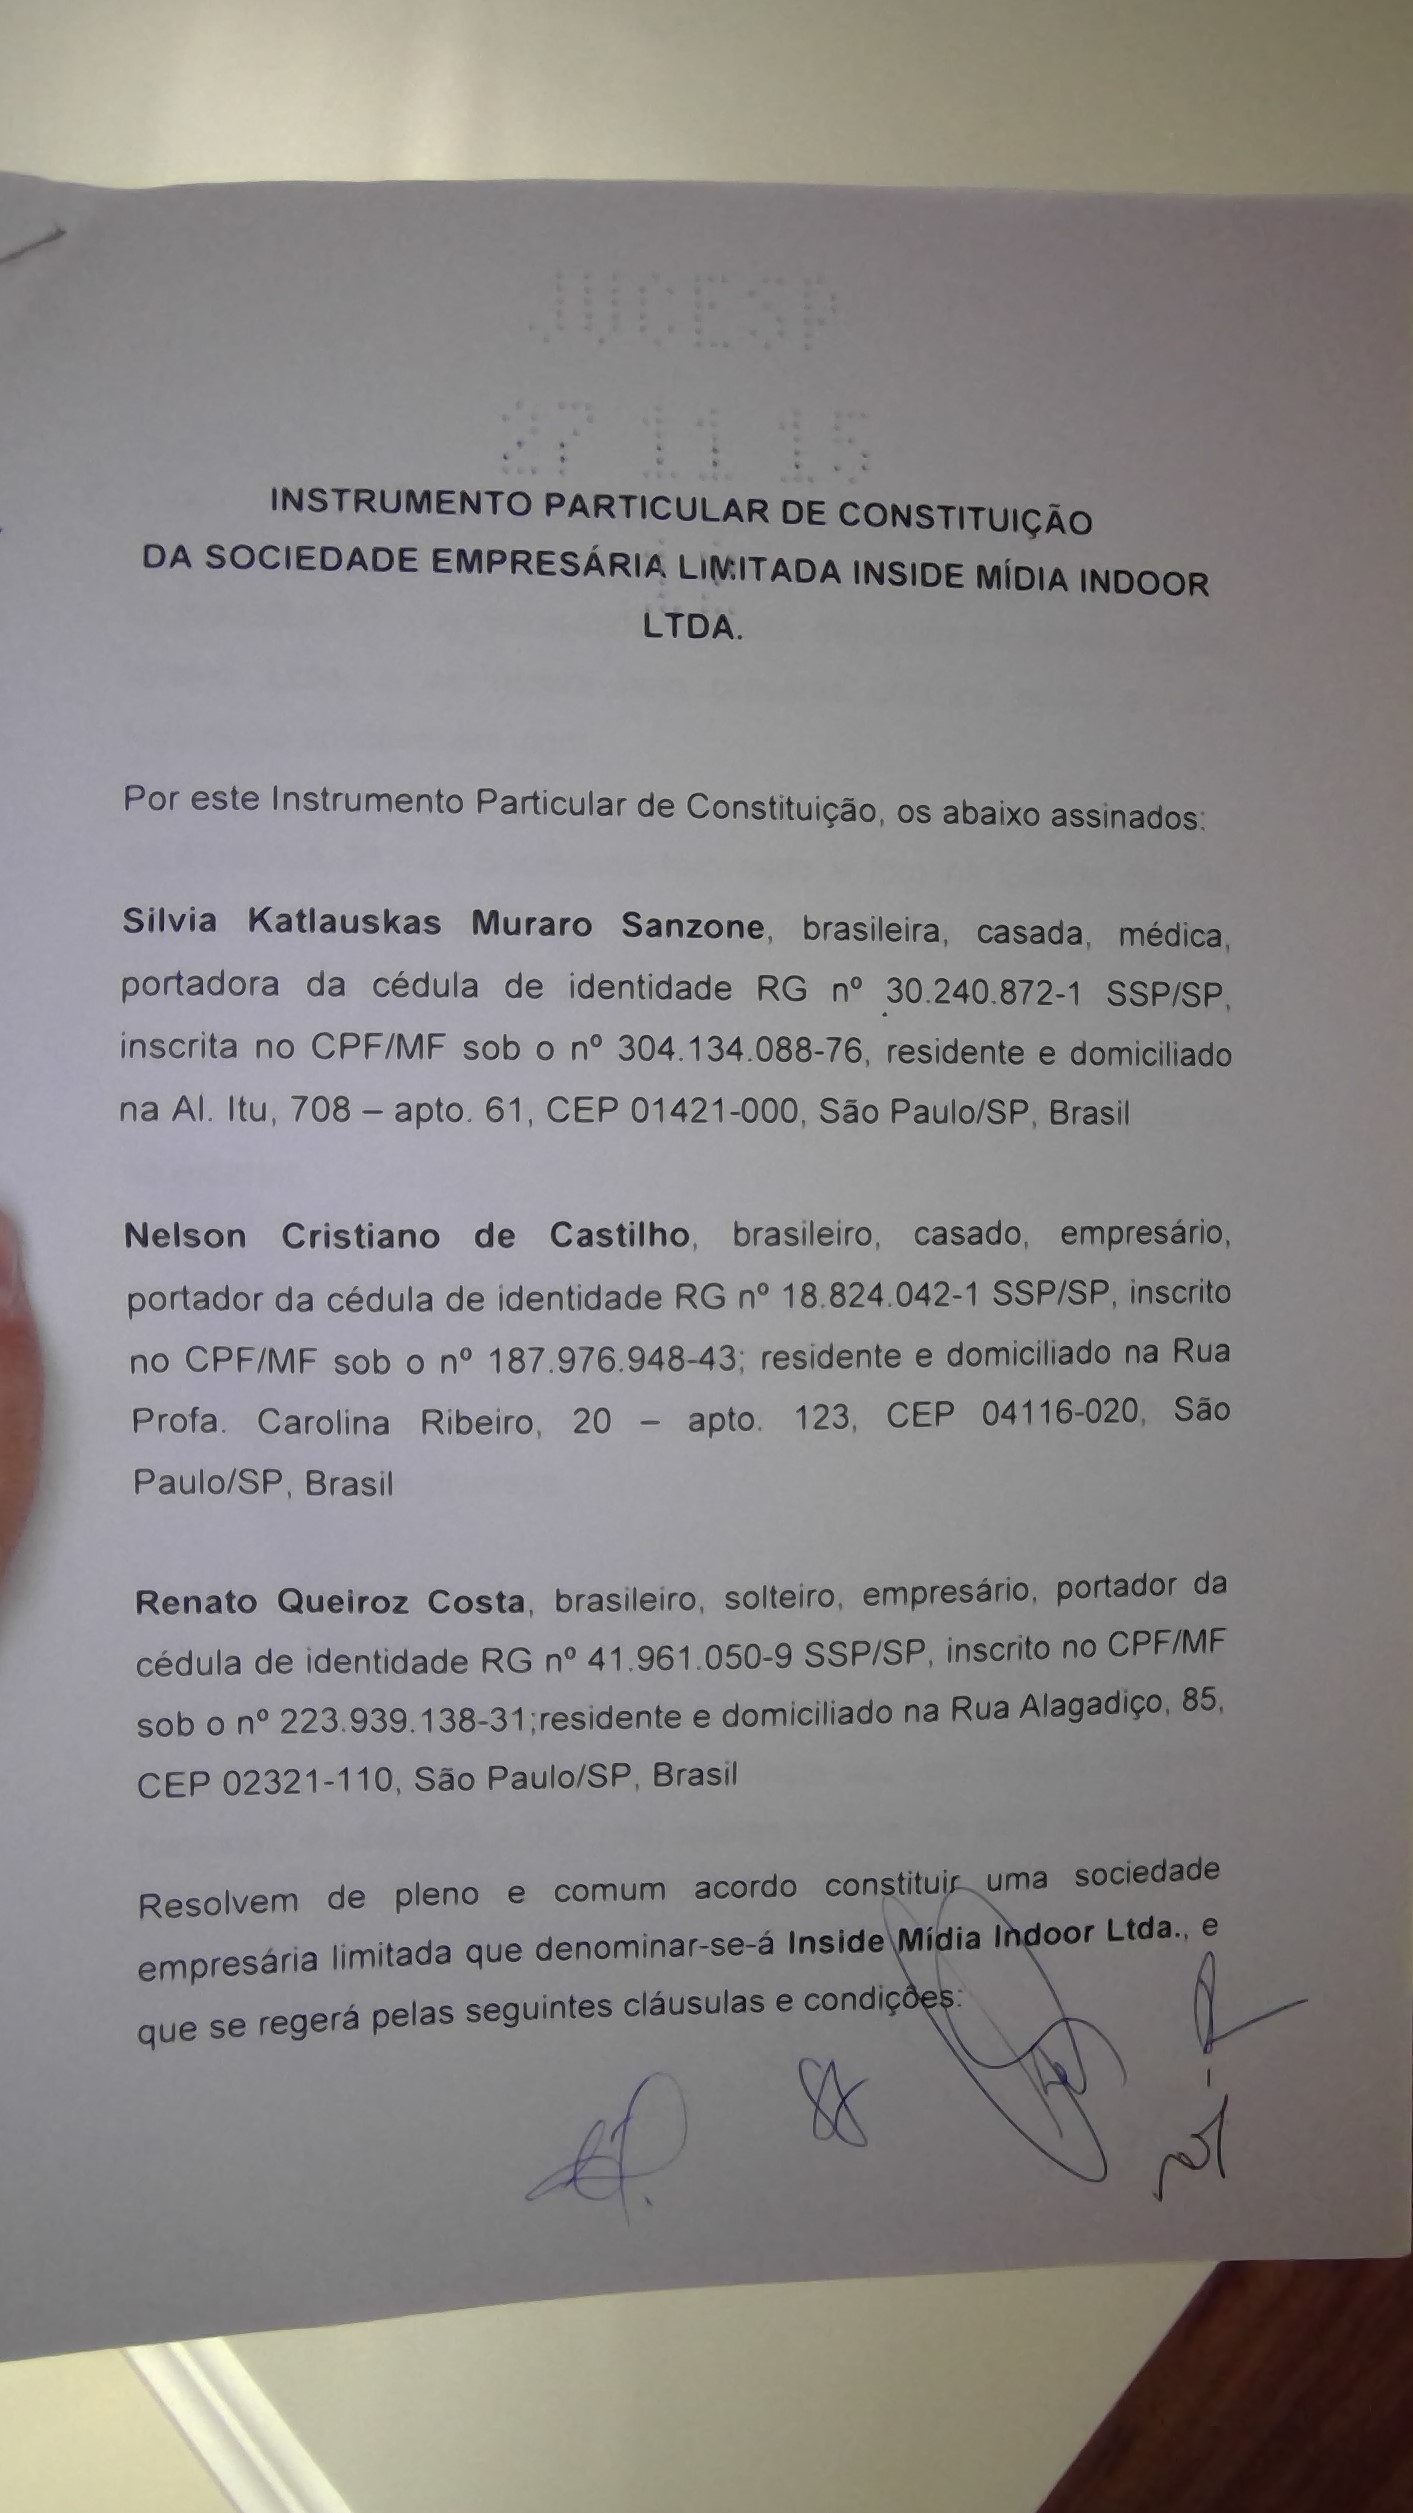 JUCESP
27 11 15
INSTRUMENTO PARTICULAR DE CONSTITUIÇÃO
DA SOCIEDADE EMPRESÁRIA LIMITADA INSIDE MÍDIA INDOOR
LTDA.
Por este Instrumento Particular de Constituição, os abaixo assinados:
Silvia Katlauskas Muraro Sanzone, brasileira, casada, médica,
portadora da cédula de identidade RG nº 30.240.872-1 SSP/SP,
inscrita no CPF/MF sob o nº 304.134.088-76, residente e domiciliado
na Al. Itu, 708 – apto. 61, CEP 01421-000, São Paulo/SP, Brasil
Nelson Cristiano de Castilho, brasileiro, casado, empresário,
portador da cédula de identidade RG nº 18.824.042-1 SSP/SP, inscrito
no CPF/MF sob o nº 187.976.948-43; residente e domiciliado na Rua
Profa. Carolina Ribeiro, 20 – apto. 123, CEP 04116-020, São
Paulo/SP, Brasil
Renato Queiroz Costa, brasileiro, solteiro, empresário, portador da
cédula de identidade RG nº 41.961.050-9 SSP/SP, inscrito no CPF/MF
sob o nº 223.939.138-31;residente e domiciliado na Rua Alagadiço, 85,
CEP 02321-110, São Paulo/SP, Brasil
Resolvem de pleno e comum acordo constituir uma sociedade
empresária limitada que denominar-se-á Inside Mídia Indoor Ltda., e
que se regerá pelas seguintes cláusulas e condições: